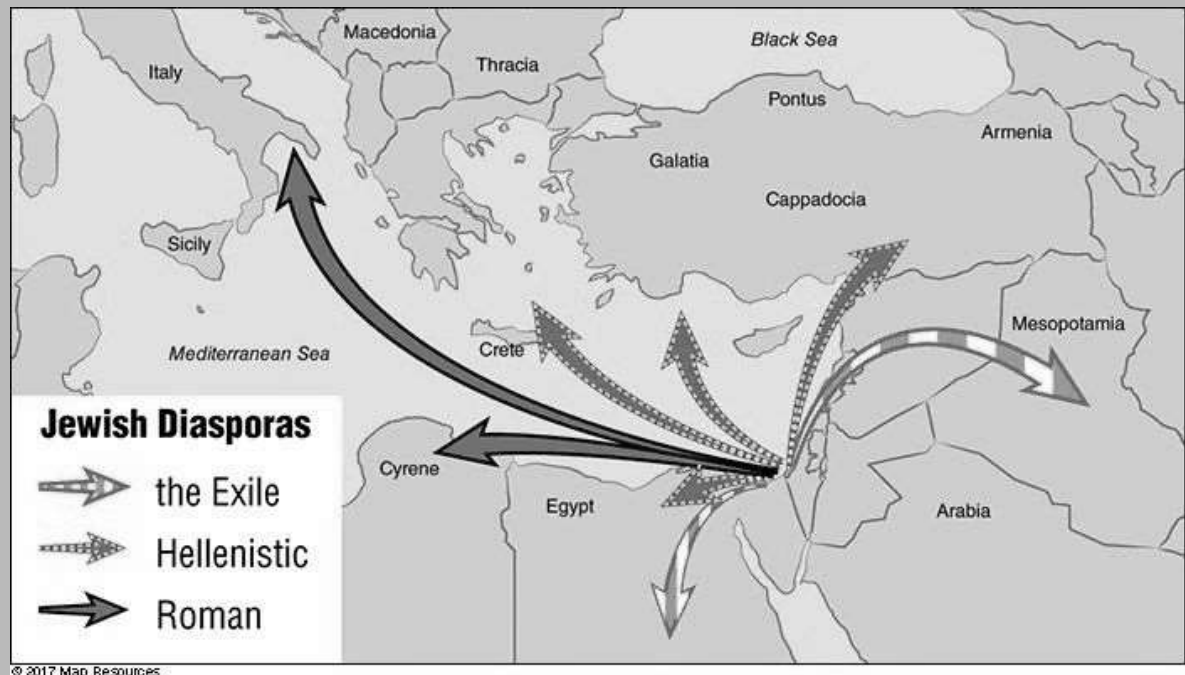 Macedonia
Black Sea
Italy
Thracia
Pontus
Armenia
Galatia
Cappadocia
Sicily
Mesopotamia
Crete
Mediterranean Sea
Cyrene
Egypt
Arabia
Jewish Diasporas
the Exile
Hellenistic
Roman
© 2017 Map Resources